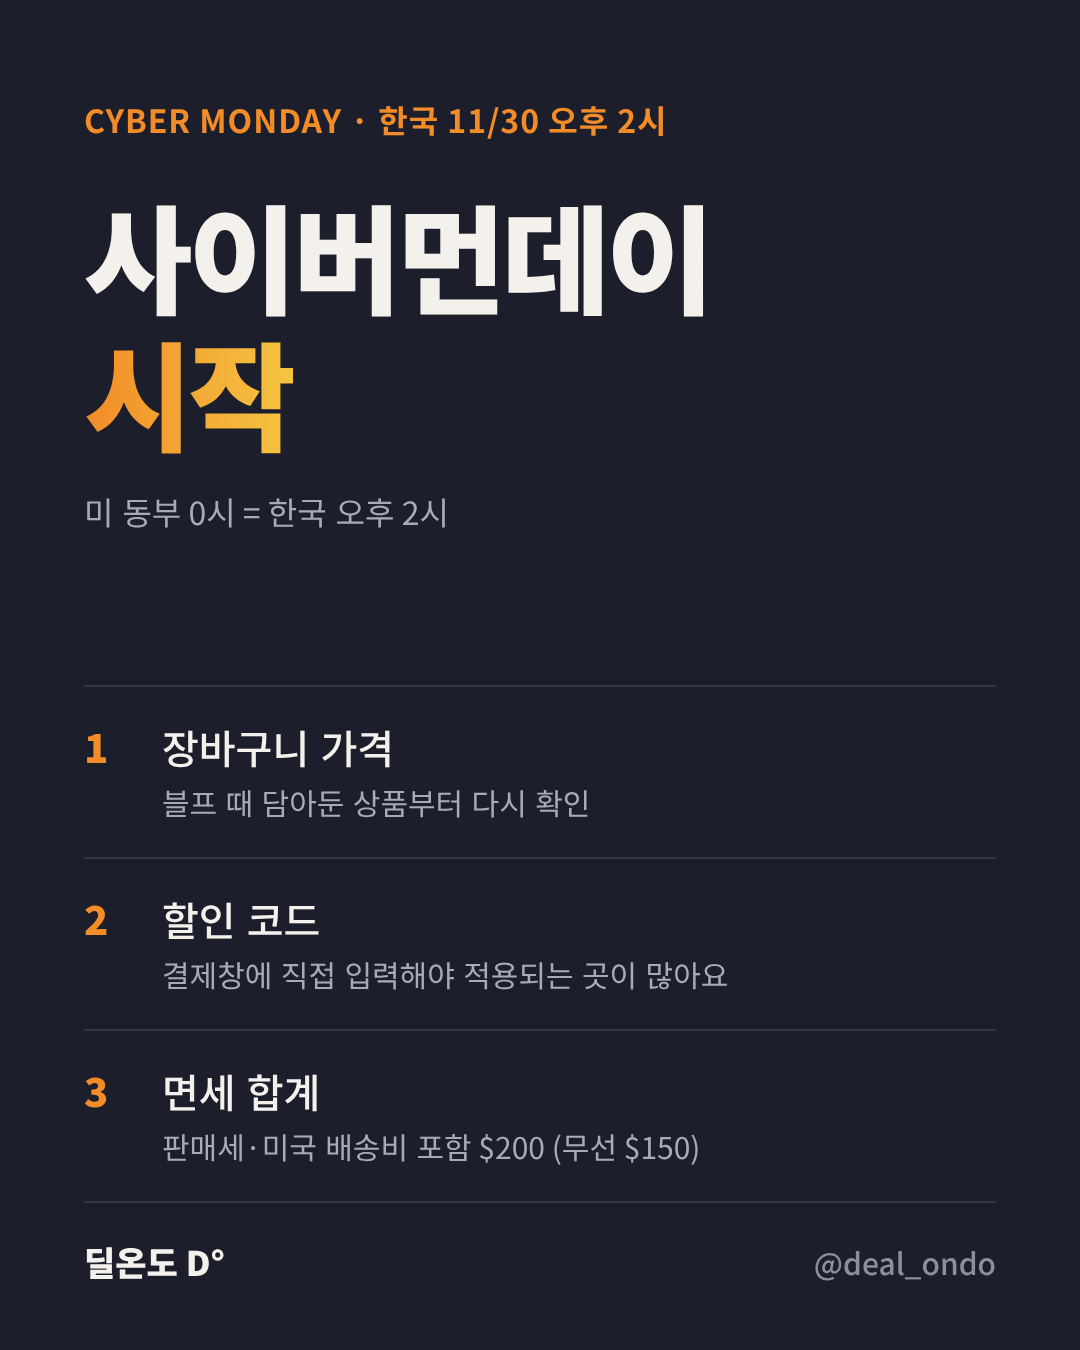 CYBER MONDAY · 한국 11/30 오후 2시
사이버먼데이
시작
미 동부 0시 = 한국 오후 2시
1 장바구니 가격
블프 때 담아둔 상품부터 다시 확인
2 할인 코드
결제창에 직접 입력해야 적용되는 곳이 많아요
3 면세 합계
판매세·미국 배송비 포함 $200 (무선 $150)
딜온도 D°
@deal_ondo